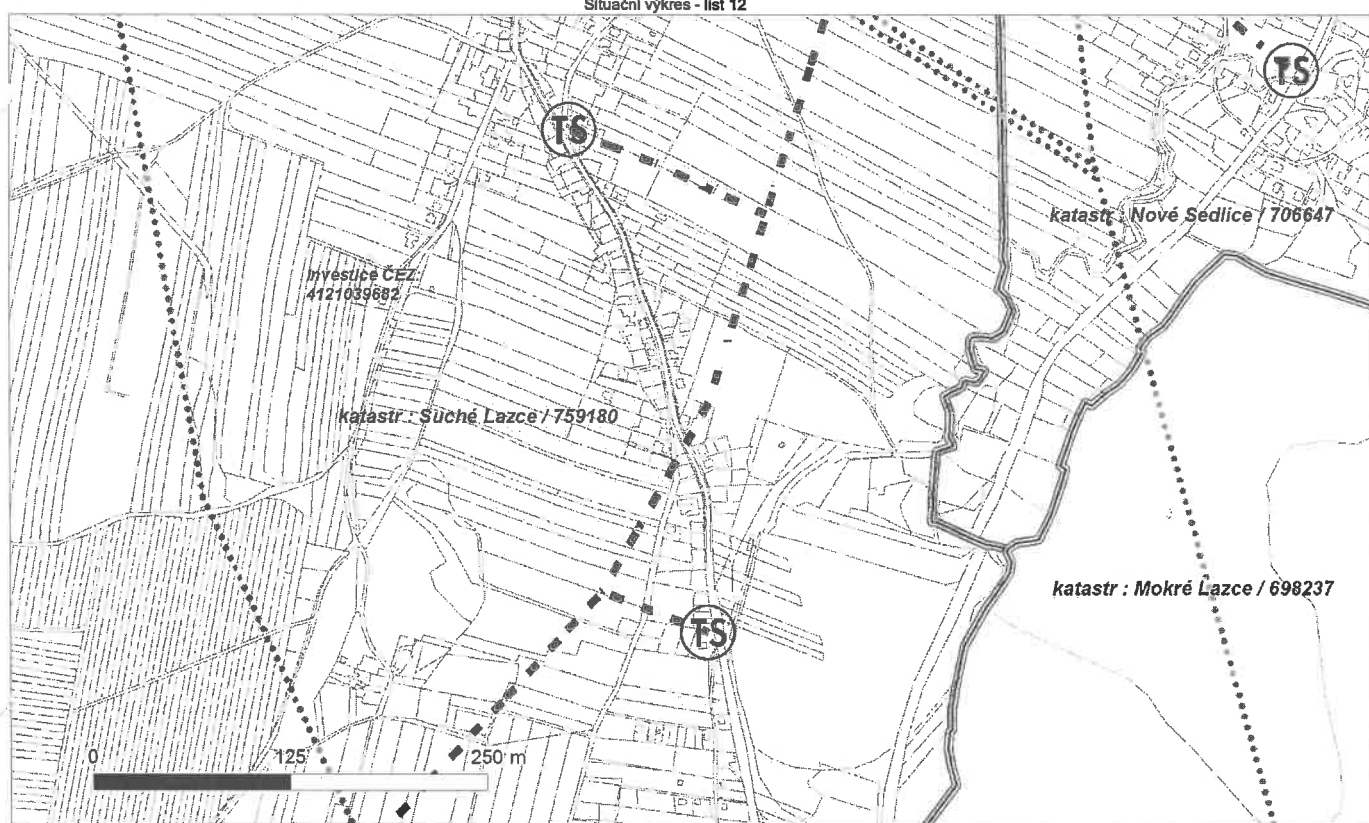 Situační výkres - list 12
TS
TS
katastr : Nové Sedlice / 706647
Investice ČEZ:
4121039682
katastr : Suché Lazce / 759180
katastr : Mokré Lazce / 698237
TS
0 125 250 m